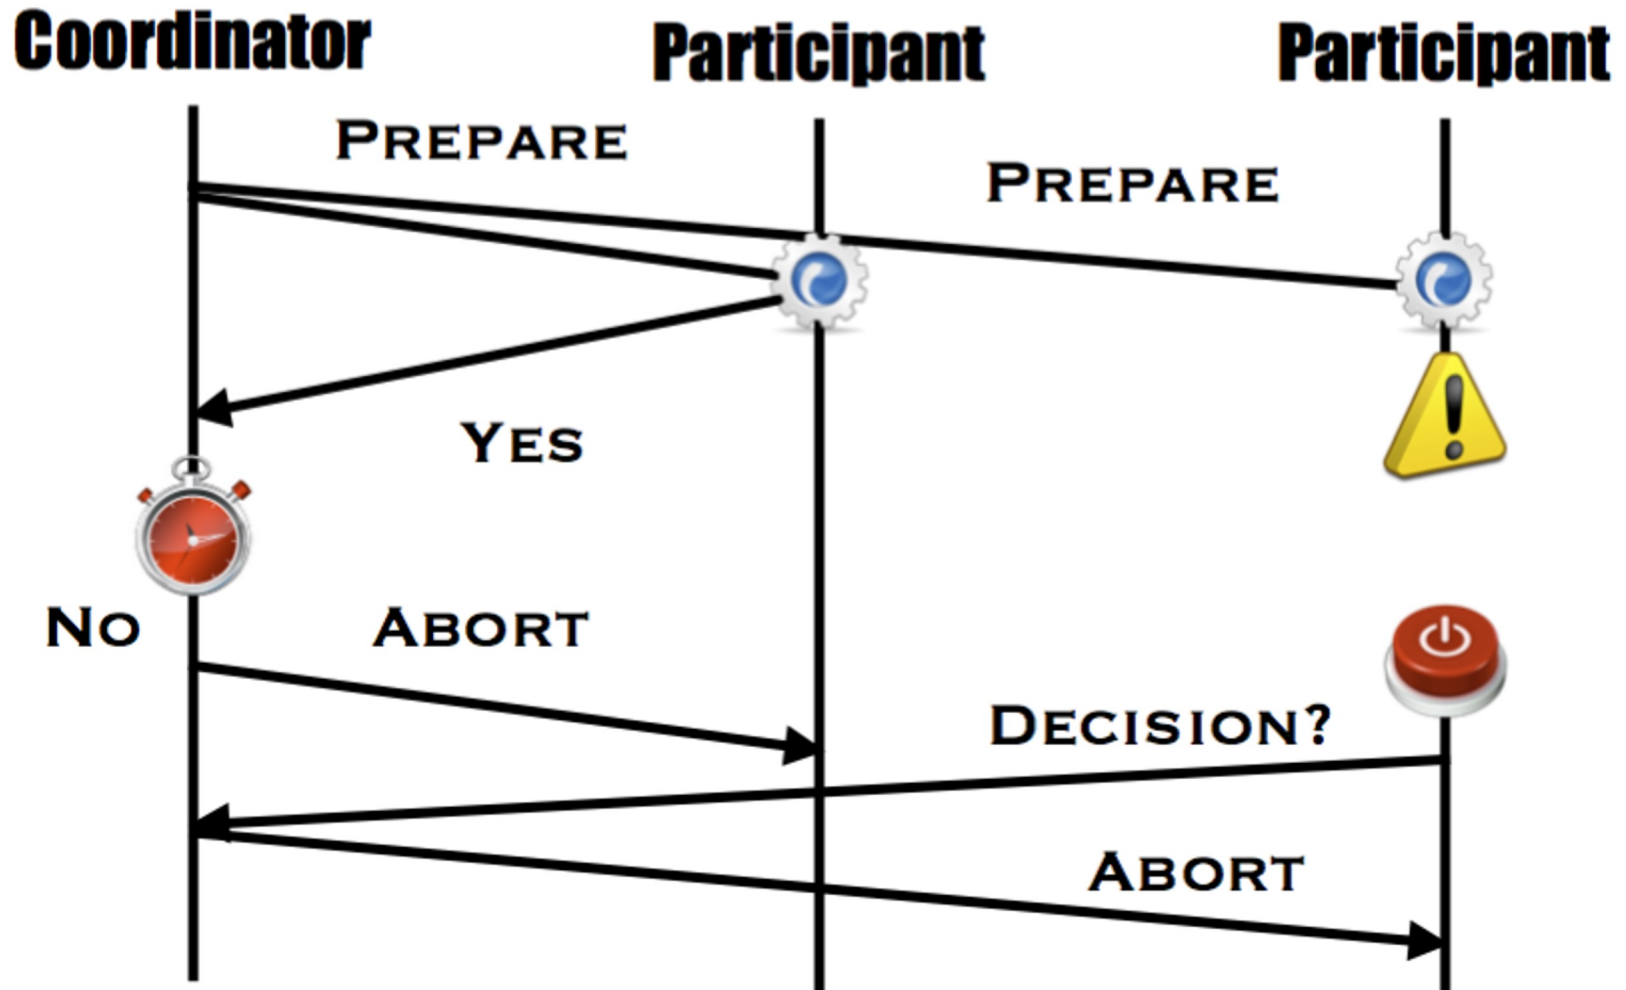 Coordinator Participant Participant
PREPARE
PREPARE
YES
NO ABORT
DECISION?
ABORT